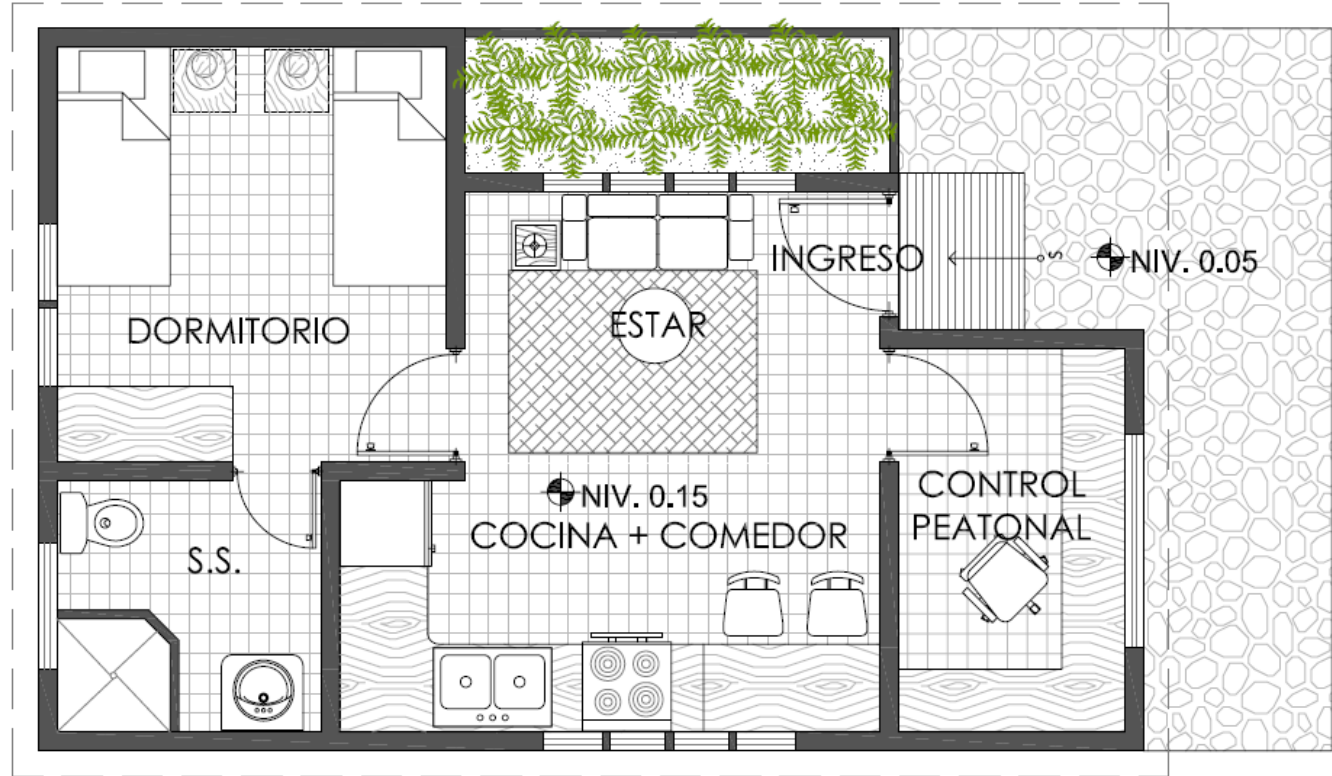 INGRESO
S
NIV. 0.05
DORMITORIO
ESTAR
NIV. 0.15
COCINA + COMEDOR
CONTROL
PEATONAL
S.S.